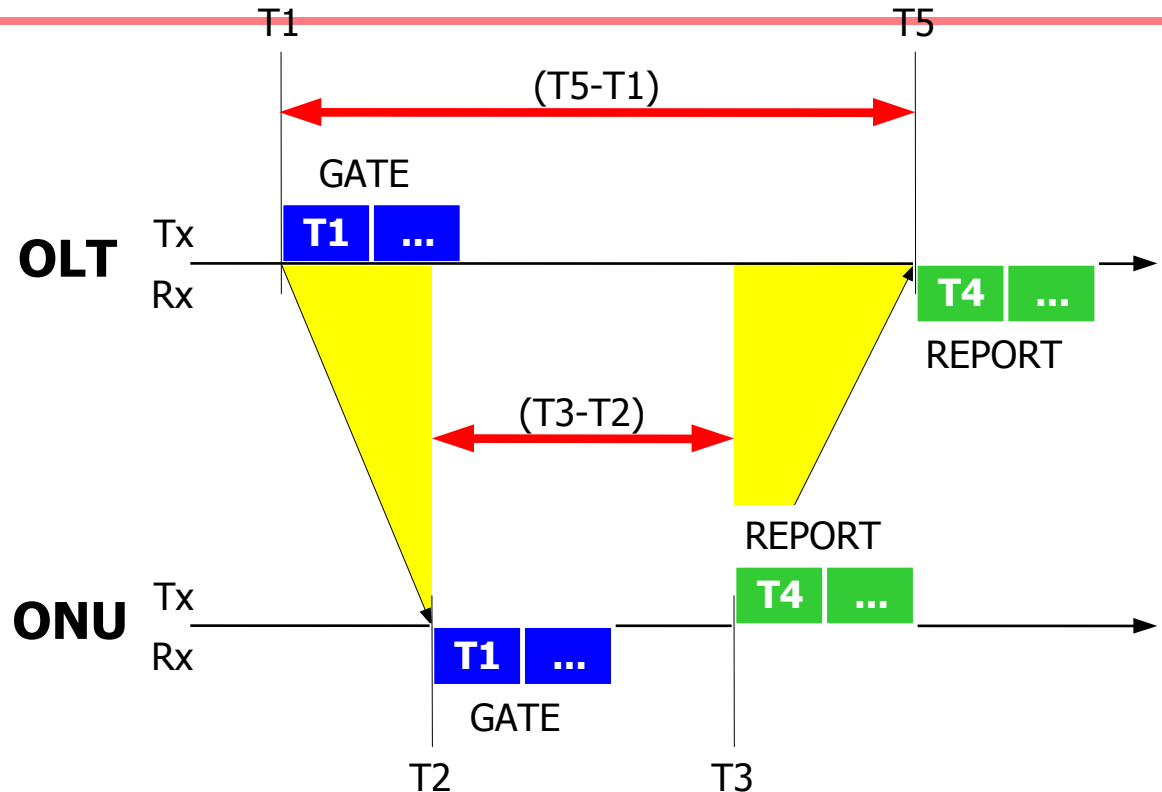 T1 T5
(T5-T1)
GATE
T1 ...
OLT Tx
Rx
T4 ...
REPORT
(T3-T2)
REPORT
T4 ...
ONU Tx
Rx
T1 ...
GATE
T2 T3